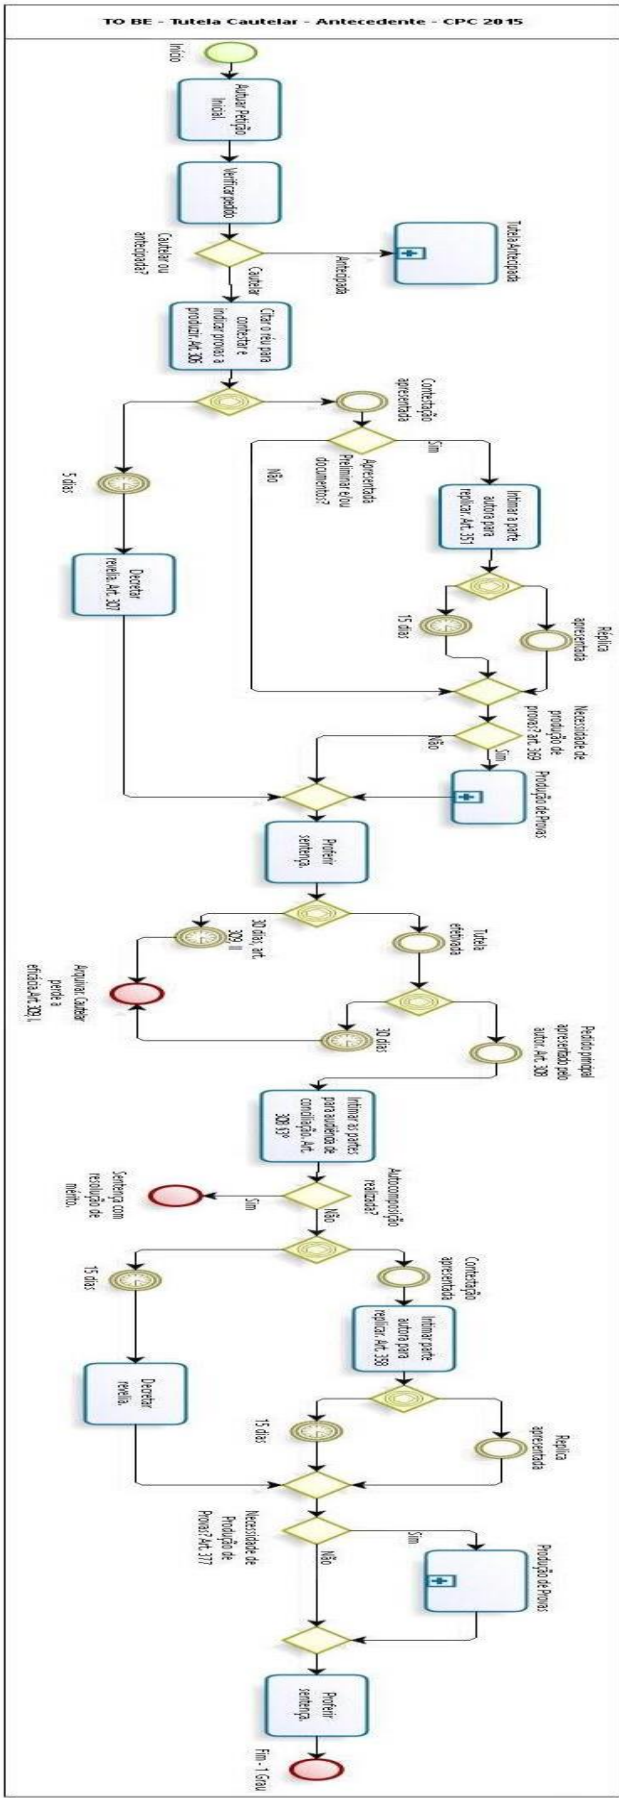 TO BE - Tutela Cautelar - Antecedente - CPC 2015
Início
Autuar Petição
Inicial.
Verificar pedido
Cautelar ou
antecipada?
Antecipada
Tutela Antecipada
Cautelar
Citar o réu para
contestar e
indicar provas a
produzir. Art. 306
Contestação
apresentada
5 dias
Decretar
revelia. Art. 307
Apresentada
Preliminar e/ou
documentos?
Sim
Não
Intimar a parte
autora para
replicar. Art. 351
Réplica
apresentada
15 dias
Necessidade de
produção de
provas? art. 369
Sim
Não
Produção de Provas
Proferir
sentença.
Tutela
efetivada
30 dias, art.
309, II
Arquivar. Cautelar
perde a
eficácia. Art. 309, I.
30 dias
Pedido principal
apresentado pelo
autor. Art. 308
Intimar as partes
para audiência de
conciliação. Art.
308 §3º
Autocomposição
realizada?
Sim
Não
Sentença com
resolução de
mérito.
Contestação
apresentada
15 dias
Decretar
revelia.
Intimar parte
autora para
replicar. Art. 358
Replica
apresentada
15 dias
Necessidade de
Produção de
Provas? Art. 377
Sim
Não
Produção de Provas
Proferir
sentença.
Fim - 1 Grau